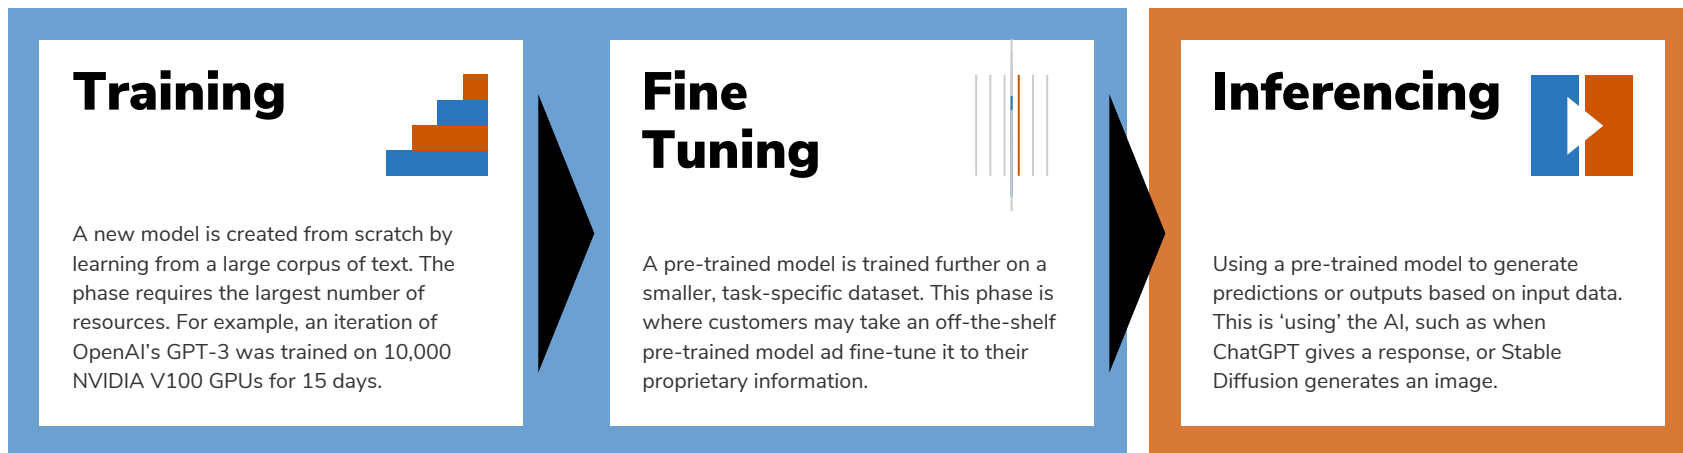 Training
A new model is created from scratch by
learning from a large corpus of text. The
phase requires the largest number of
resources. For example, an iteration of
OpenAI’s GPT-3 was trained on 10,000
NVIDIA V100 GPUs for 15 days.
Fine
Tuning
A pre-trained model is trained further on a
smaller, task-specific dataset. This phase is
where customers may take an off-the-shelf
pre-trained model ad fine-tune it to their
proprietary information.
Inferencing
Using a pre-trained model to generate
predictions or outputs based on input data.
This is ‘using’ the AI, such as when
ChatGPT gives a response, or Stable
Diffusion generates an image.